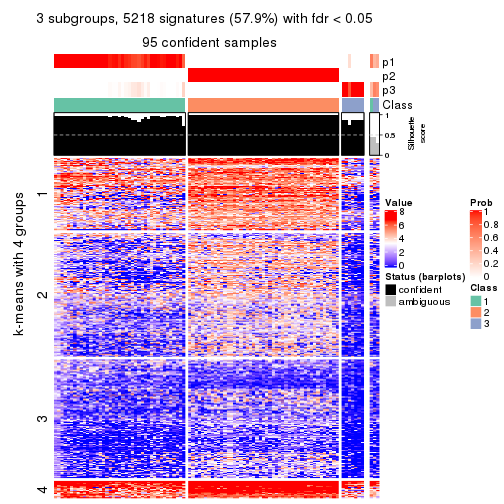 3 subgroups, 5218 signatures (57.9%) with fdr < 0.05
95 confident samples
p1
p2
p3
Class
1
0.5
0
Silhouette
score
k-means with 4 groups
1
2
3
4
Value
8
6
4
2
0
Status (barplots)
confident
ambiguous
Prob
1
0.8
0.6
0.4
0.2
0
Class
1
2
3